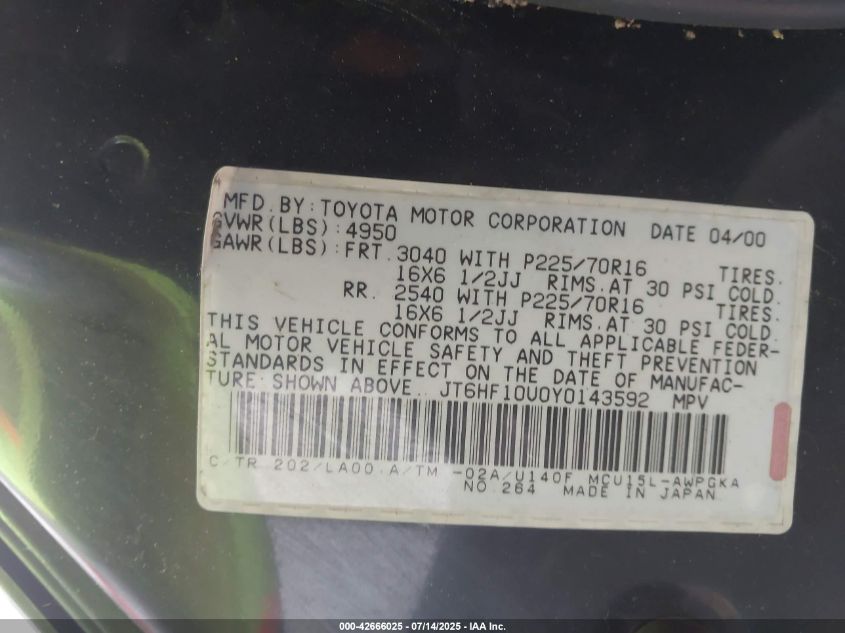 MFD.BY:TOYOTA MOTOR CORPORATION DATE 04/00
GVWR(LBS):4950
GAWR(LBS):FRT.3040 WITH P225/70R16 TIRES.
16X6 1/2JJ RIMS.AT 30 PSI COLD.
RR. 2540 WITH P225/70R16 TIRES.
16X6 1/2JJ RIMS.AT 30 PSI COLD.
THIS VEHICLE CONFORMS TO ALL APPLICABLE FEDER-
AL MOTOR VEHICLE SAFETY AND THEFT PREVENTION
STANDARDS IN EFFECT ON THE DATE OF MANUFAC-
TURE SHOWN ABOVE. JT6HF10U0Y0143592 MPV
C/TR 202/LA00 A/TM -02A/U140F MCU15L-AWPGKA
NO.264 MADE IN JAPAN
000-42666025 - 07/14/2025 - IAA Inc.